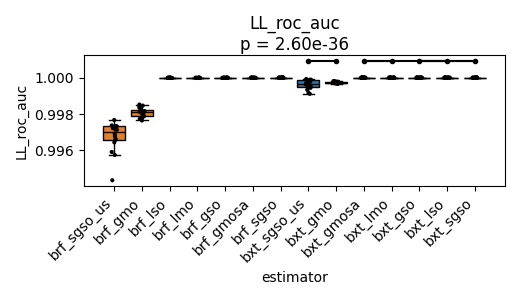 LL_roc_auc
p = 2.60e-36
LL_roc_auc
1.000
0.998
0.996
brf_sgso_us
brf_gmo
brf_lso
brf_lmo
brf_gso
brf_gmosa
brf_sgso
bxt_sgso_us
bxt_gmo
bxt_gmosa
bxt_lmo
bxt_gso
bxt_lso
bxt_sgso
estimator